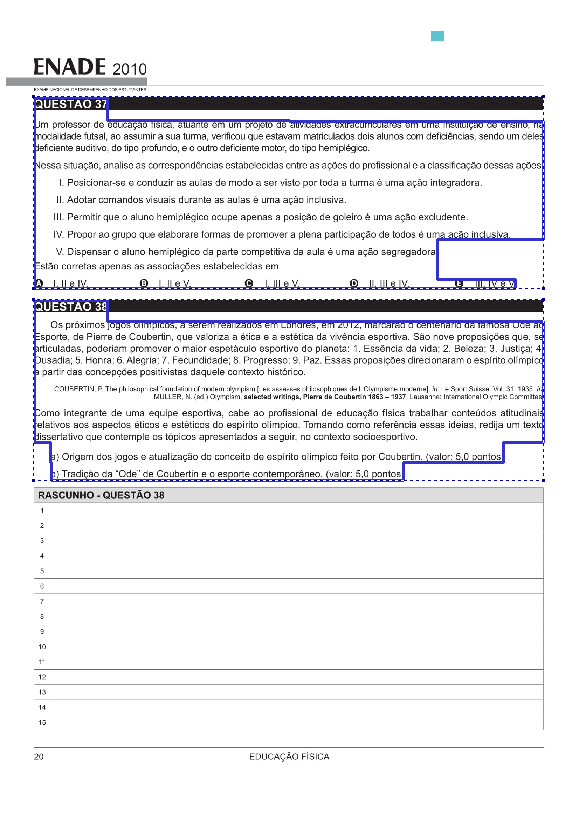 ENADE 2010
EXAME NACIONAL DE DESEMPENHO DOS ESTUDANTES
QUESTÃO 37
Um professor de educação física, atuante em um projeto de atividades extracurriculares em uma instituição de ensino, na
modalidade futsal, ao assumir a sua turma, verificou que estavam matriculados dois alunos com deficiências, sendo um deles
deficiente auditivo, do tipo profundo, e o outro deficiente motor, do tipo hemiplégico.
Nessa situação, analise as correspondências estabelecidas entre as ações do profissional e a classificação dessas ações.
I. Posicionar-se e conduzir as aulas de modo a ser visto por toda a turma é uma ação integradora.
II. Adotar comandos visuais durante as aulas é uma ação inclusiva.
III. Permitir que o aluno hemiplégico ocupe apenas a posição de goleiro é uma ação excludente.
IV. Propor ao grupo que elaborare formas de promover a plena participação de todos é uma ação inclusiva.
V. Dispensar o aluno hemiplégico da parte competitiva da aula é uma ação segregadora.
Estão corretas apenas as associações estabelecidas em
A I, II e IV. B I, II e V. C I, III e V. D II, III e IV. E III, IV e V.
QUESTÃO 38
Os próximos jogos olímpicos, a serem realizados em Londres, em 2012, marcarão o centenário da famosa Ode ao
Esporte, de Pierre de Coubertin, que valoriza a ética e a estética da vivência esportiva. São nove proposições que, se
articuladas, poderiam promover o maior espetáculo esportivo do planeta: 1. Essência da vida; 2. Beleza; 3. Justiça; 4.
Ousadia; 5. Honra; 6. Alegria; 7. Fecundidade; 8. Progresso; 9. Paz. Essas proposições direcionaram o espírito olímpico
a partir das concepções positivistas daquele contexto histórico.
COUBERTIN, P. The philosophical foundation of modern olympism [Les assesses philosophiques de l'Olympisme moderne]. In: Le Sport Suisse, Vol. 31, 1935. At:
MÜLLER, N. (ed.) Olympism, selected writings, Pierre de Coubertin 1863 – 1937. Lausanne: International Olympic Committee.
Como integrante de uma equipe esportiva, cabe ao profissional de educação física trabalhar conteúdos atitudinais
relativos aos aspectos éticos e estéticos do espírito olímpico. Tomando como referência essas ideias, redija um texto
dissertativo que contemple os tópicos apresentados a seguir, no contexto socioesportivo.
a) Origem dos jogos e atualização do conceito de espírito olímpico feito por Coubertin. (valor: 5,0 pontos)
b) Tradição da “Ode” de Coubertin e o esporte contemporâneo. (valor: 5,0 pontos)
RASCUNHO - QUESTÃO 38
1
2
3
4
5
6
7
8
9
10
11
12
13
14
15
20 EDUCAÇÃO FÍSICA